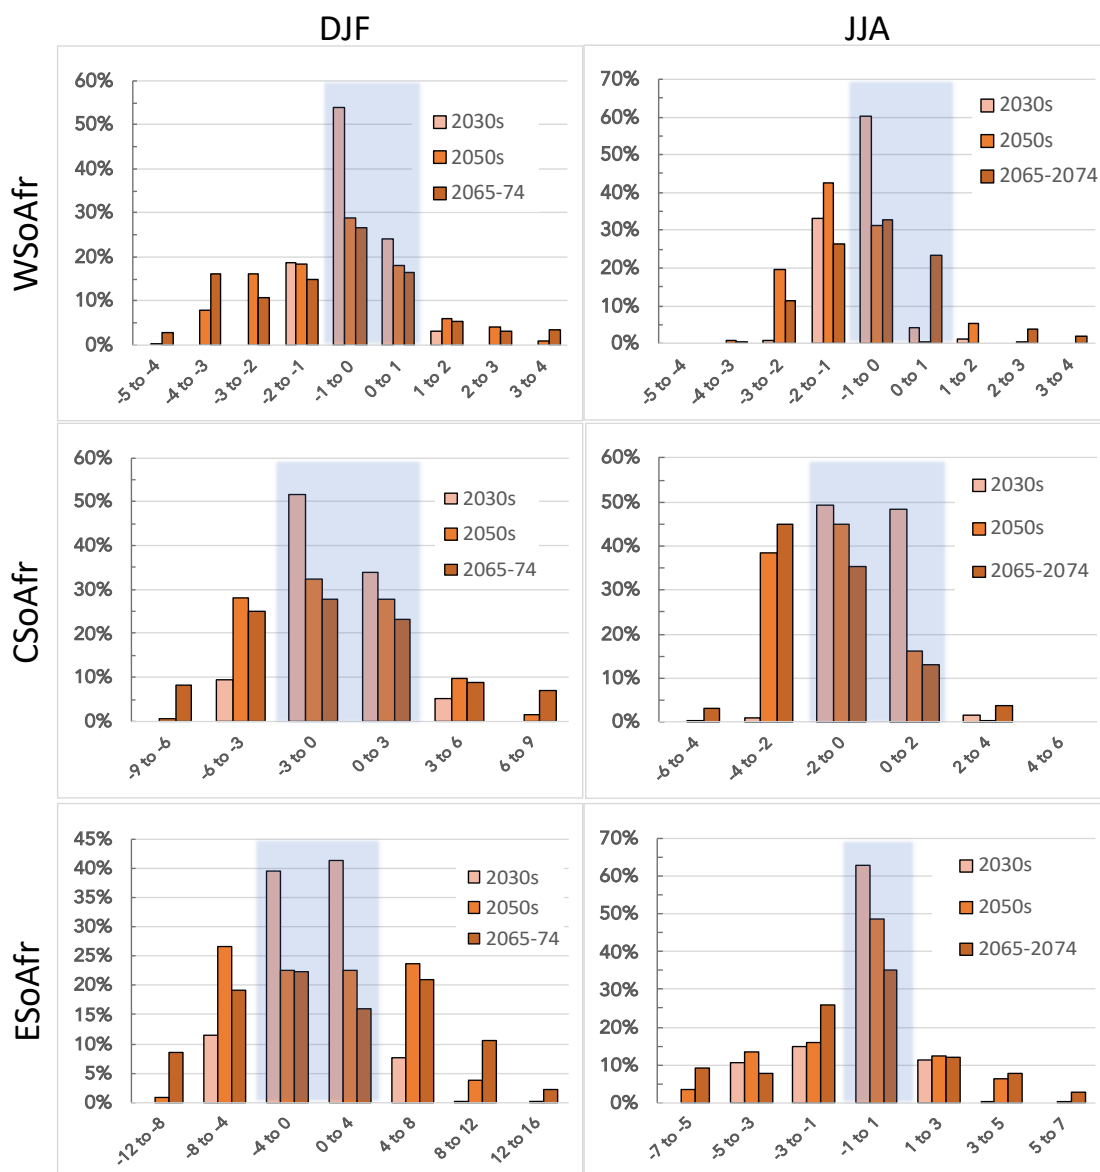 DJF
JJA
WSoAfr
60%
50%
40%
30%
20%
10%
0%
2030s
2050s
2065-74
-5 to -4
-4 to -3
-3 to -2
-2 to -1
-1 to 0
0 to 1
1 to 2
2 to 3
3 to 4
70%
60%
50%
40%
30%
20%
10%
0%
2030s
2050s
2065-2074
-5 to -4
-4 to -3
-3 to -2
-2 to -1
-1 to 0
0 to 1
1 to 2
2 to 3
3 to 4
CSoAfr
60%
50%
40%
30%
20%
10%
0%
2030s
2050s
2065-74
-9 to -6
-6 to -3
-3 to 0
0 to 3
3 to 6
6 to 9
60%
50%
40%
30%
20%
10%
0%
2030s
2050s
2065-2074
-6 to -4
-4 to -2
-2 to 0
0 to 2
2 to 4
4 to 6
ESoAfr
45%
40%
35%
30%
25%
20%
15%
10%
5%
0%
2030s
2050s
2065-74
-12 to -8
-8 to -4
-4 to 0
0 to 4
4 to 8
8 to 12
12 to 16
70%
60%
50%
40%
30%
20%
10%
0%
2030s
2050s
2065-2074
-7 to -5
-5 to -3
-3 to -1
-1 to 1
1 to 3
3 to 5
5 to 7